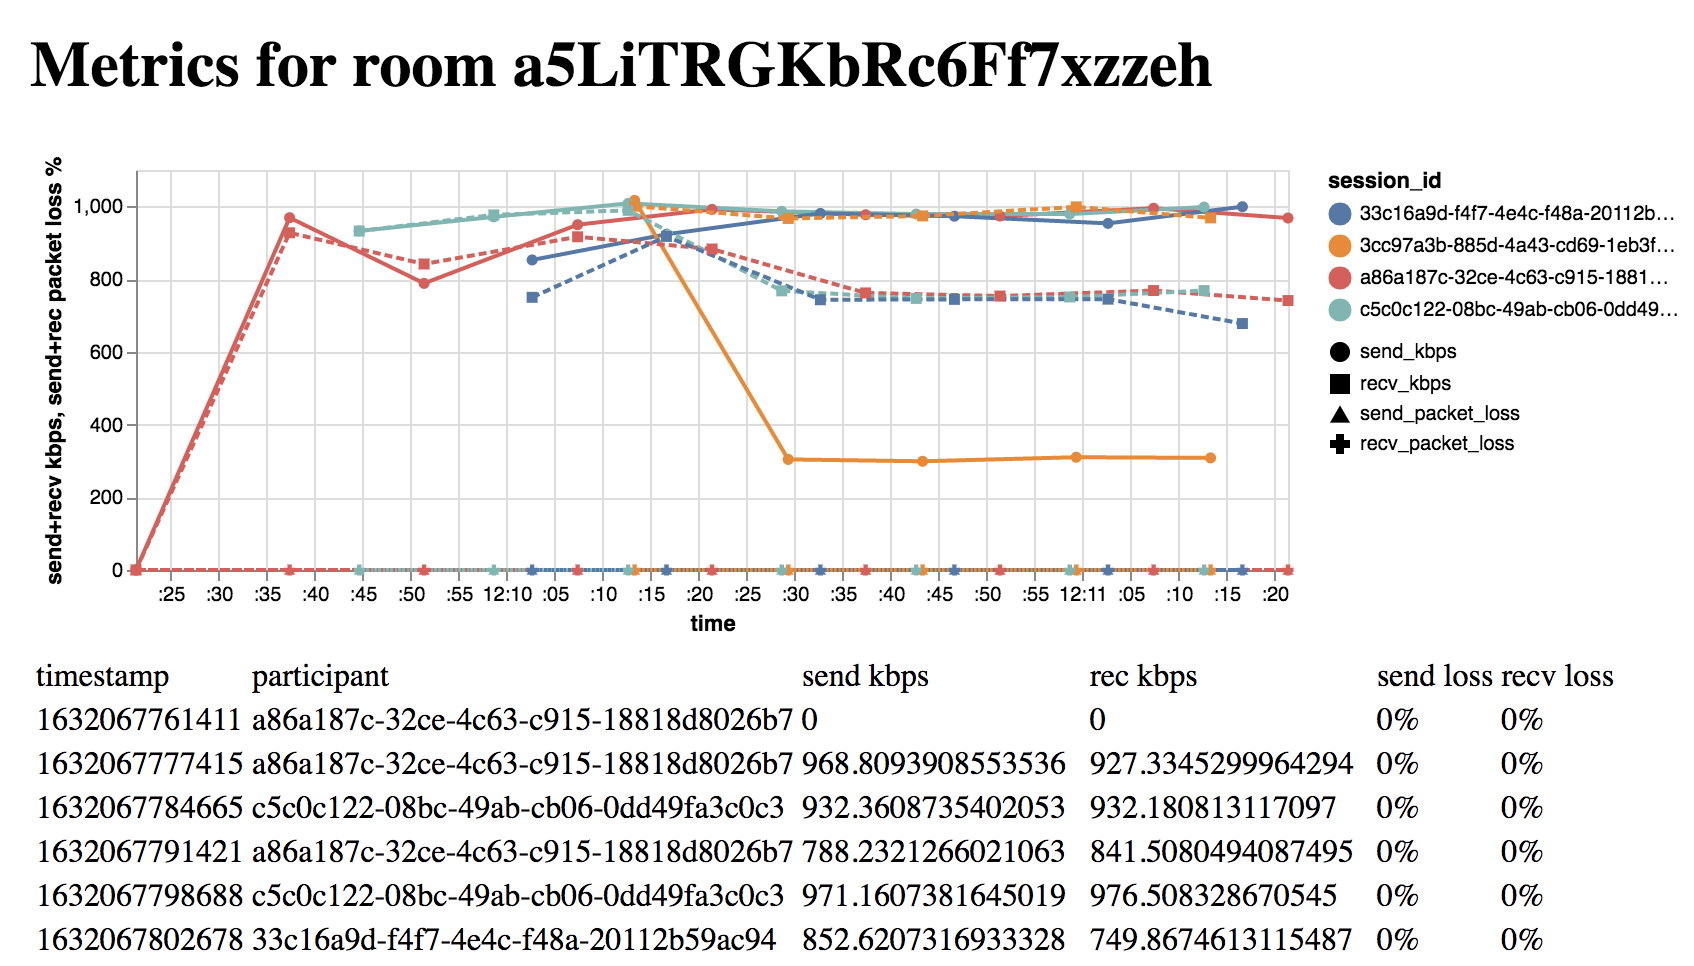 Metrics for room a5LiTRGKbRc6Ff7xzzeh
send+recv kbps, send+rec packet loss %
1,000
800
600
400
200
0
:25 :30 :35 :40 :45 :50 :55 12:10 :05 :10 :15 :20 :25 :30 :35 :40 :45 :50 :55 12:11 :05 :10 :15 :20
time
session_id
33c16a9d-f4f7-4e4c-f48a-20112b…
3cc97a3b-885d-4a43-cd69-1eb3f…
a86a187c-32ce-4c63-c915-1881…
c5c0c122-08bc-49ab-cb06-0dd49…
send_kbps
recv_kbps
send_packet_loss
recv_packet_loss
timestamp participant send kbps rec kbps send loss recv loss
1632067761411 a86a187c-32ce-4c63-c915-18818d8026b7 0 0 0% 0%
1632067777415 a86a187c-32ce-4c63-c915-18818d8026b7 968.8093908553536 927.3345299964294 0% 0%
1632067784665 c5c0c122-08bc-49ab-cb06-0dd49fa3c0c3 932.3608735402053 932.180813117097 0% 0%
1632067791421 a86a187c-32ce-4c63-c915-18818d8026b7 788.2321266021063 841.5080494087495 0% 0%
1632067798688 c5c0c122-08bc-49ab-cb06-0dd49fa3c0c3 971.1607381645019 976.508328670545 0% 0%
1632067802678 33c16a9d-f4f7-4e4c-f48a-20112b59ac94 852.6207316933328 749.8674613115487 0% 0%